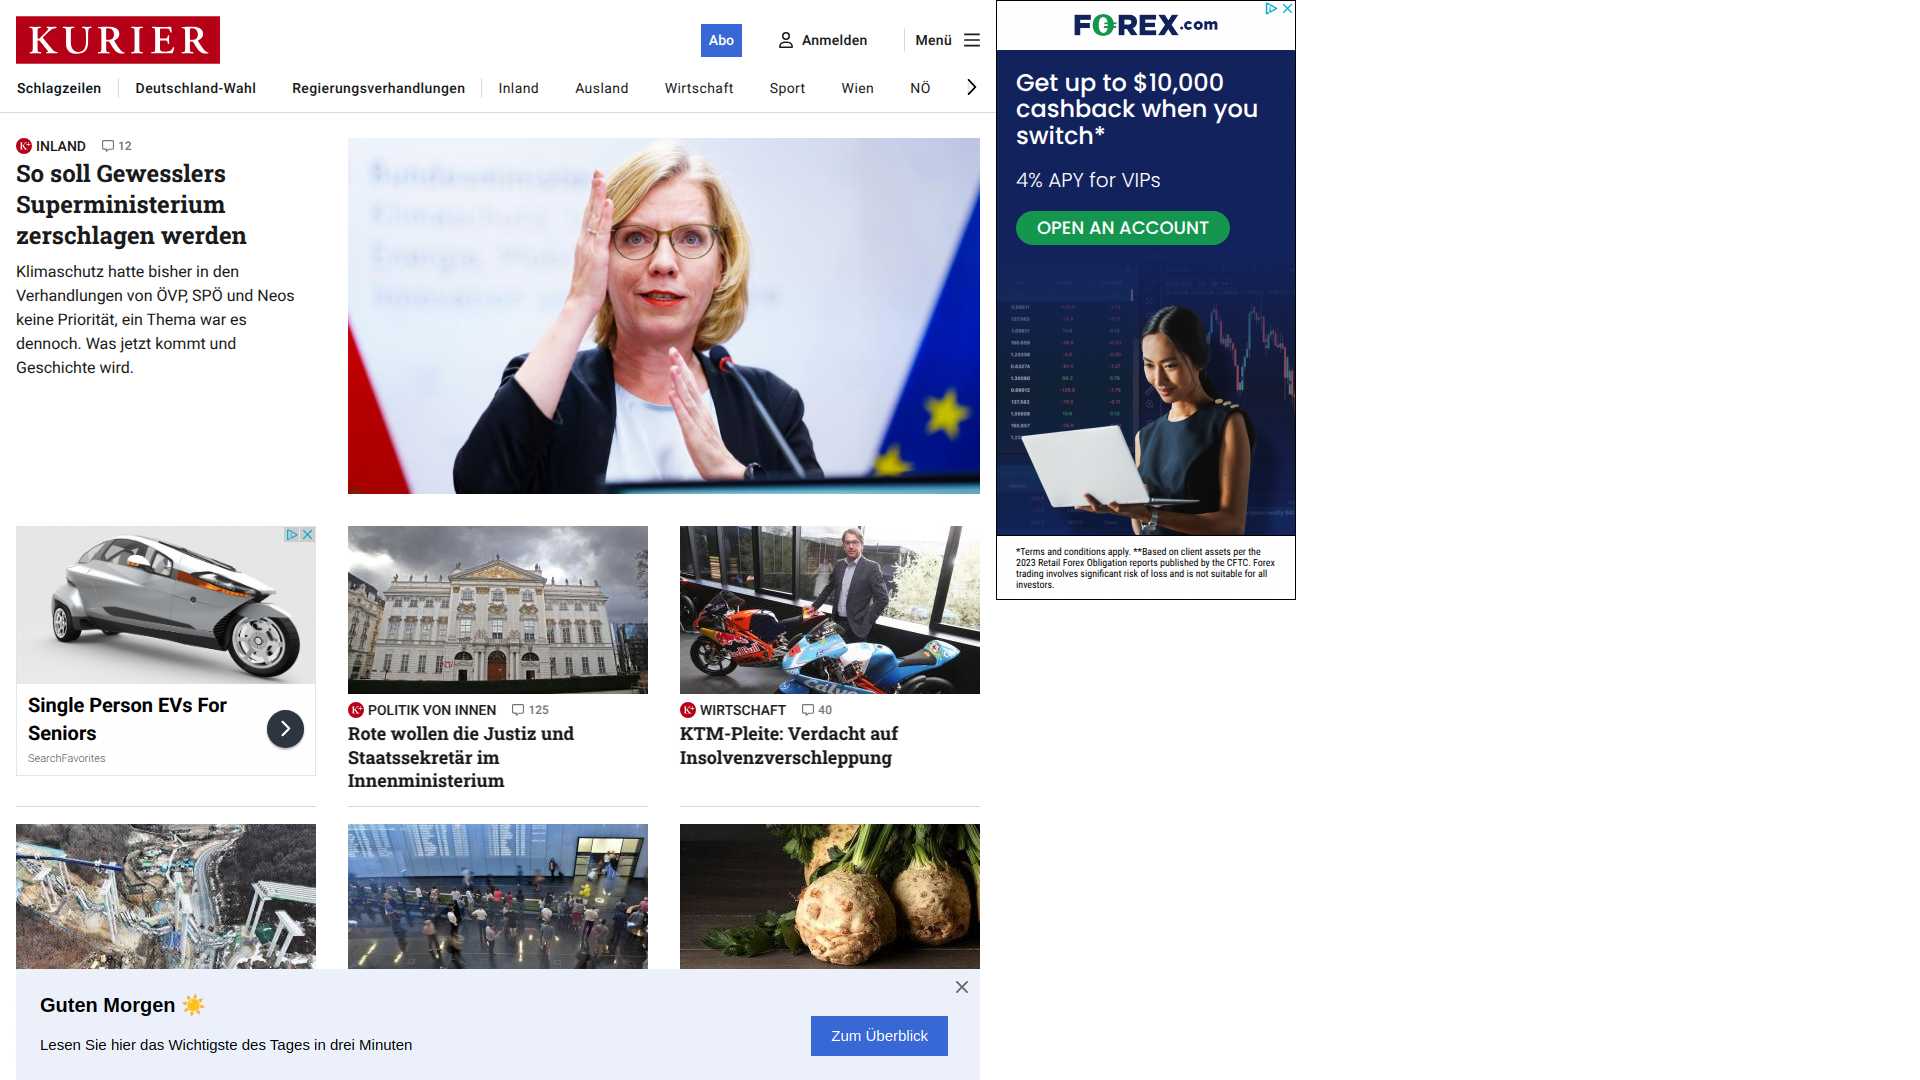 KURIER
Abo
Anmelden
Menü
Schlagzeilen
Deutschland-Wahl
Regierungsverhandlungen
Inland
Ausland
Wirtschaft
Sport
Wien
NÖ
INLAND 12
So soll Gewesslers
Superministerium
zerschlagen werden
Klimaschutz hatte bisher in den
Verhandlungen von ÖVP, SPÖ und Neos
keine Priorität, ein Thema war es
dennoch. Was jetzt kommt und
Geschichte wird.
FOREX.com
Get up to $10,000
cashback when you
switch*
4% APY for VIPs
OPEN AN ACCOUNT
*Terms and conditions apply. **Based on client assets per the
2023 Retail Forex Obligation reports published by the CFTC. Forex
trading involves significant risk of loss and is not suitable for all
investors.
Single Person EVs For
Seniors
SearchFavorites
K+ POLITIK VON INNEN 125
Rote wollen die Justiz und
Staatssekretär im
Innenministerium
K+ WIRTSCHAFT 40
KTM-Pleite: Verdacht auf
Insolvenzverschleppung
Guten Morgen ☀️
Lesen Sie hier das Wichtigste des Tages in drei Minuten
Zum Überblick